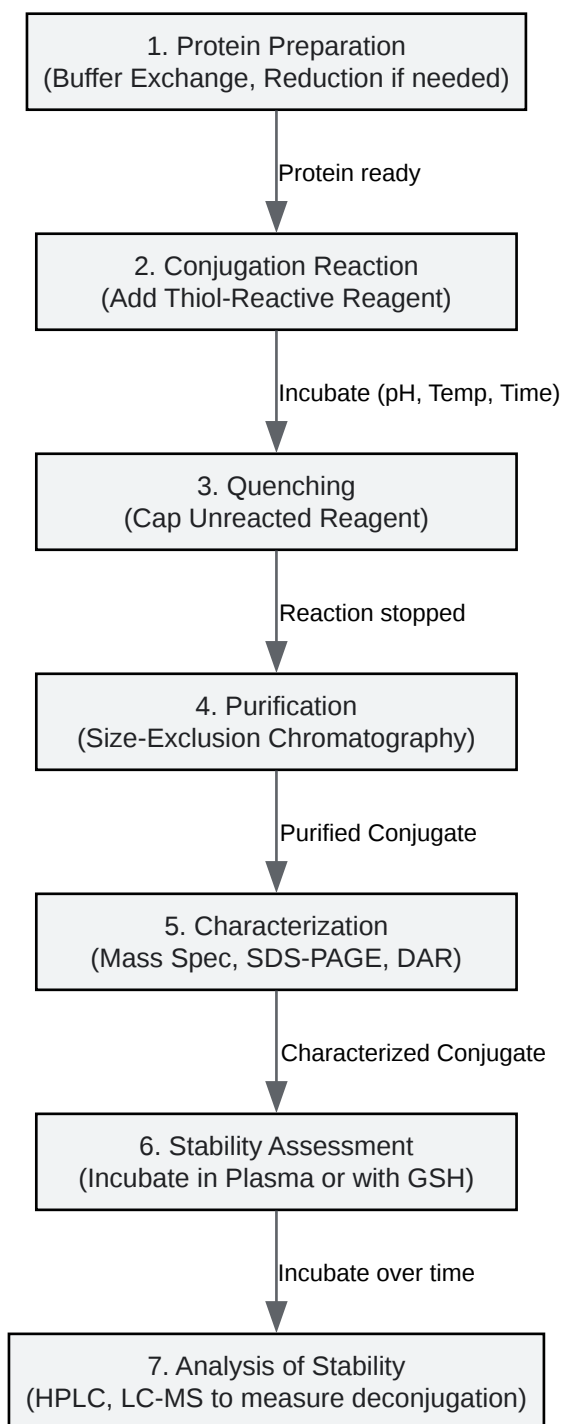 1. Protein Preparation
(Buffer Exchange, Reduction if needed)
Protein ready
2. Conjugation Reaction
(Add Thiol-Reactive Reagent)
Incubate (pH, Temp, Time)
3. Quenching
(Cap Unreacted Reagent)
Reaction stopped
4. Purification
(Size-Exclusion Chromatography)
Purified Conjugate
5. Characterization
(Mass Spec, SDS-PAGE, DAR)
Characterized Conjugate
6. Stability Assessment
(Incubate in Plasma or with GSH)
Incubate over time
7. Analysis of Stability
(HPLC, LC-MS to measure deconjugation)